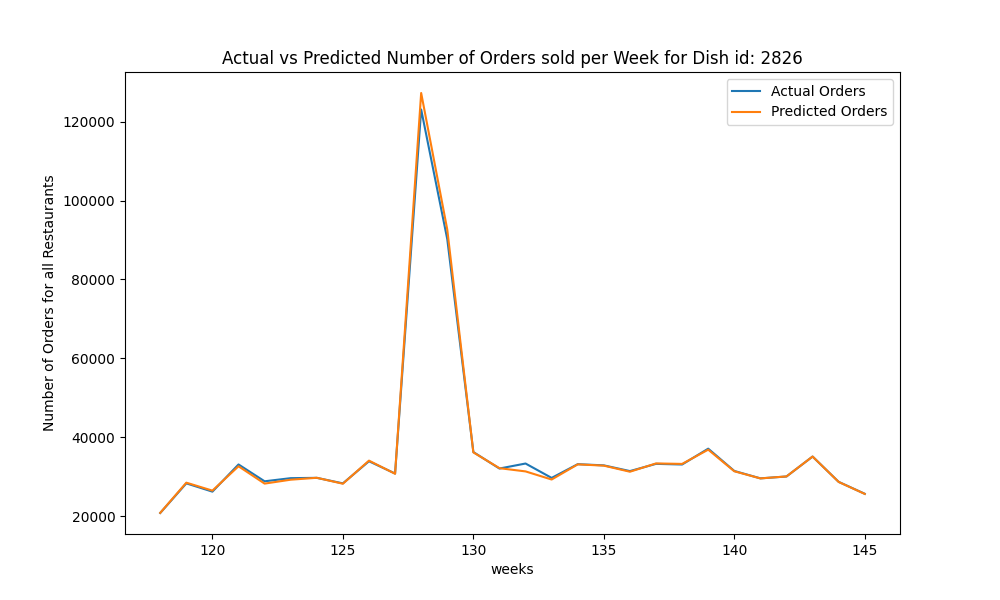 Actual vs Predicted Number of Orders sold per Week for Dish id: 2826
Actual Orders
Predicted Orders
120000
100000
80000
60000
40000
20000
Number of Orders for all Restaurants
120
125
130
135
140
145
weeks